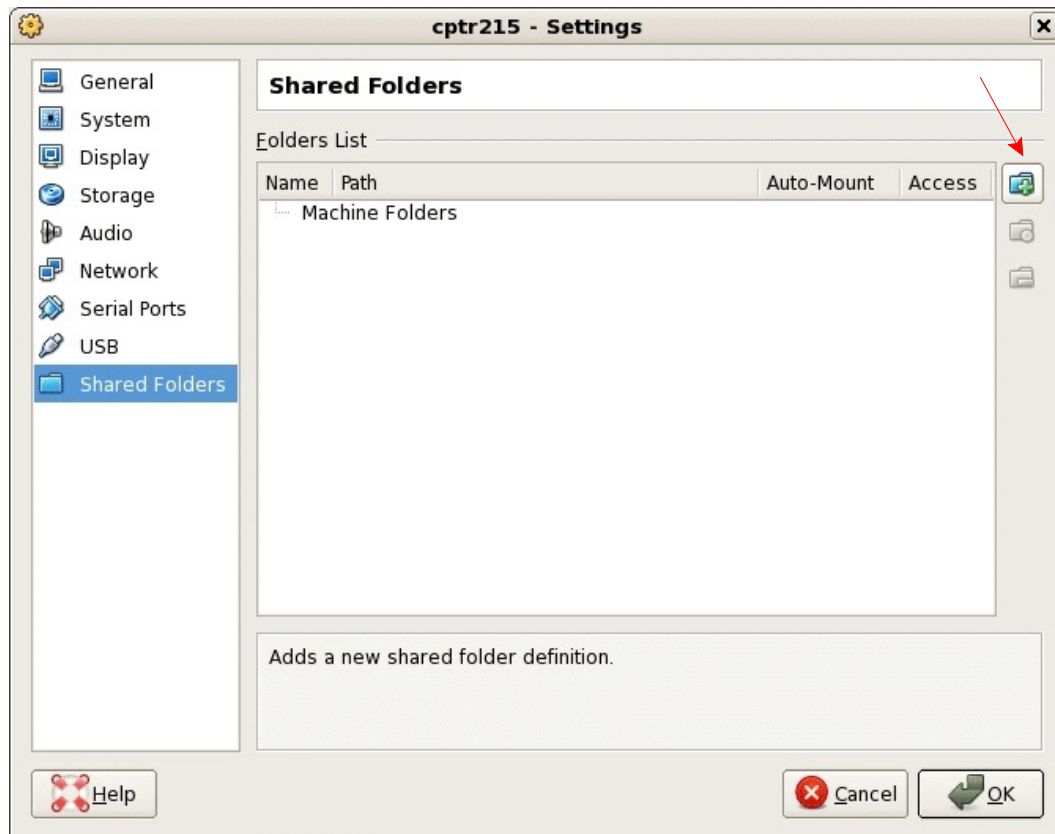 cptr215 - Settings
General
System
Display
Storage
Audio
Network
Serial Ports
USB
Shared Folders
Shared Folders
Folders List
Name Path Auto-Mount Access
Machine Folders
Adds a new shared folder definition.
Help Cancel OK